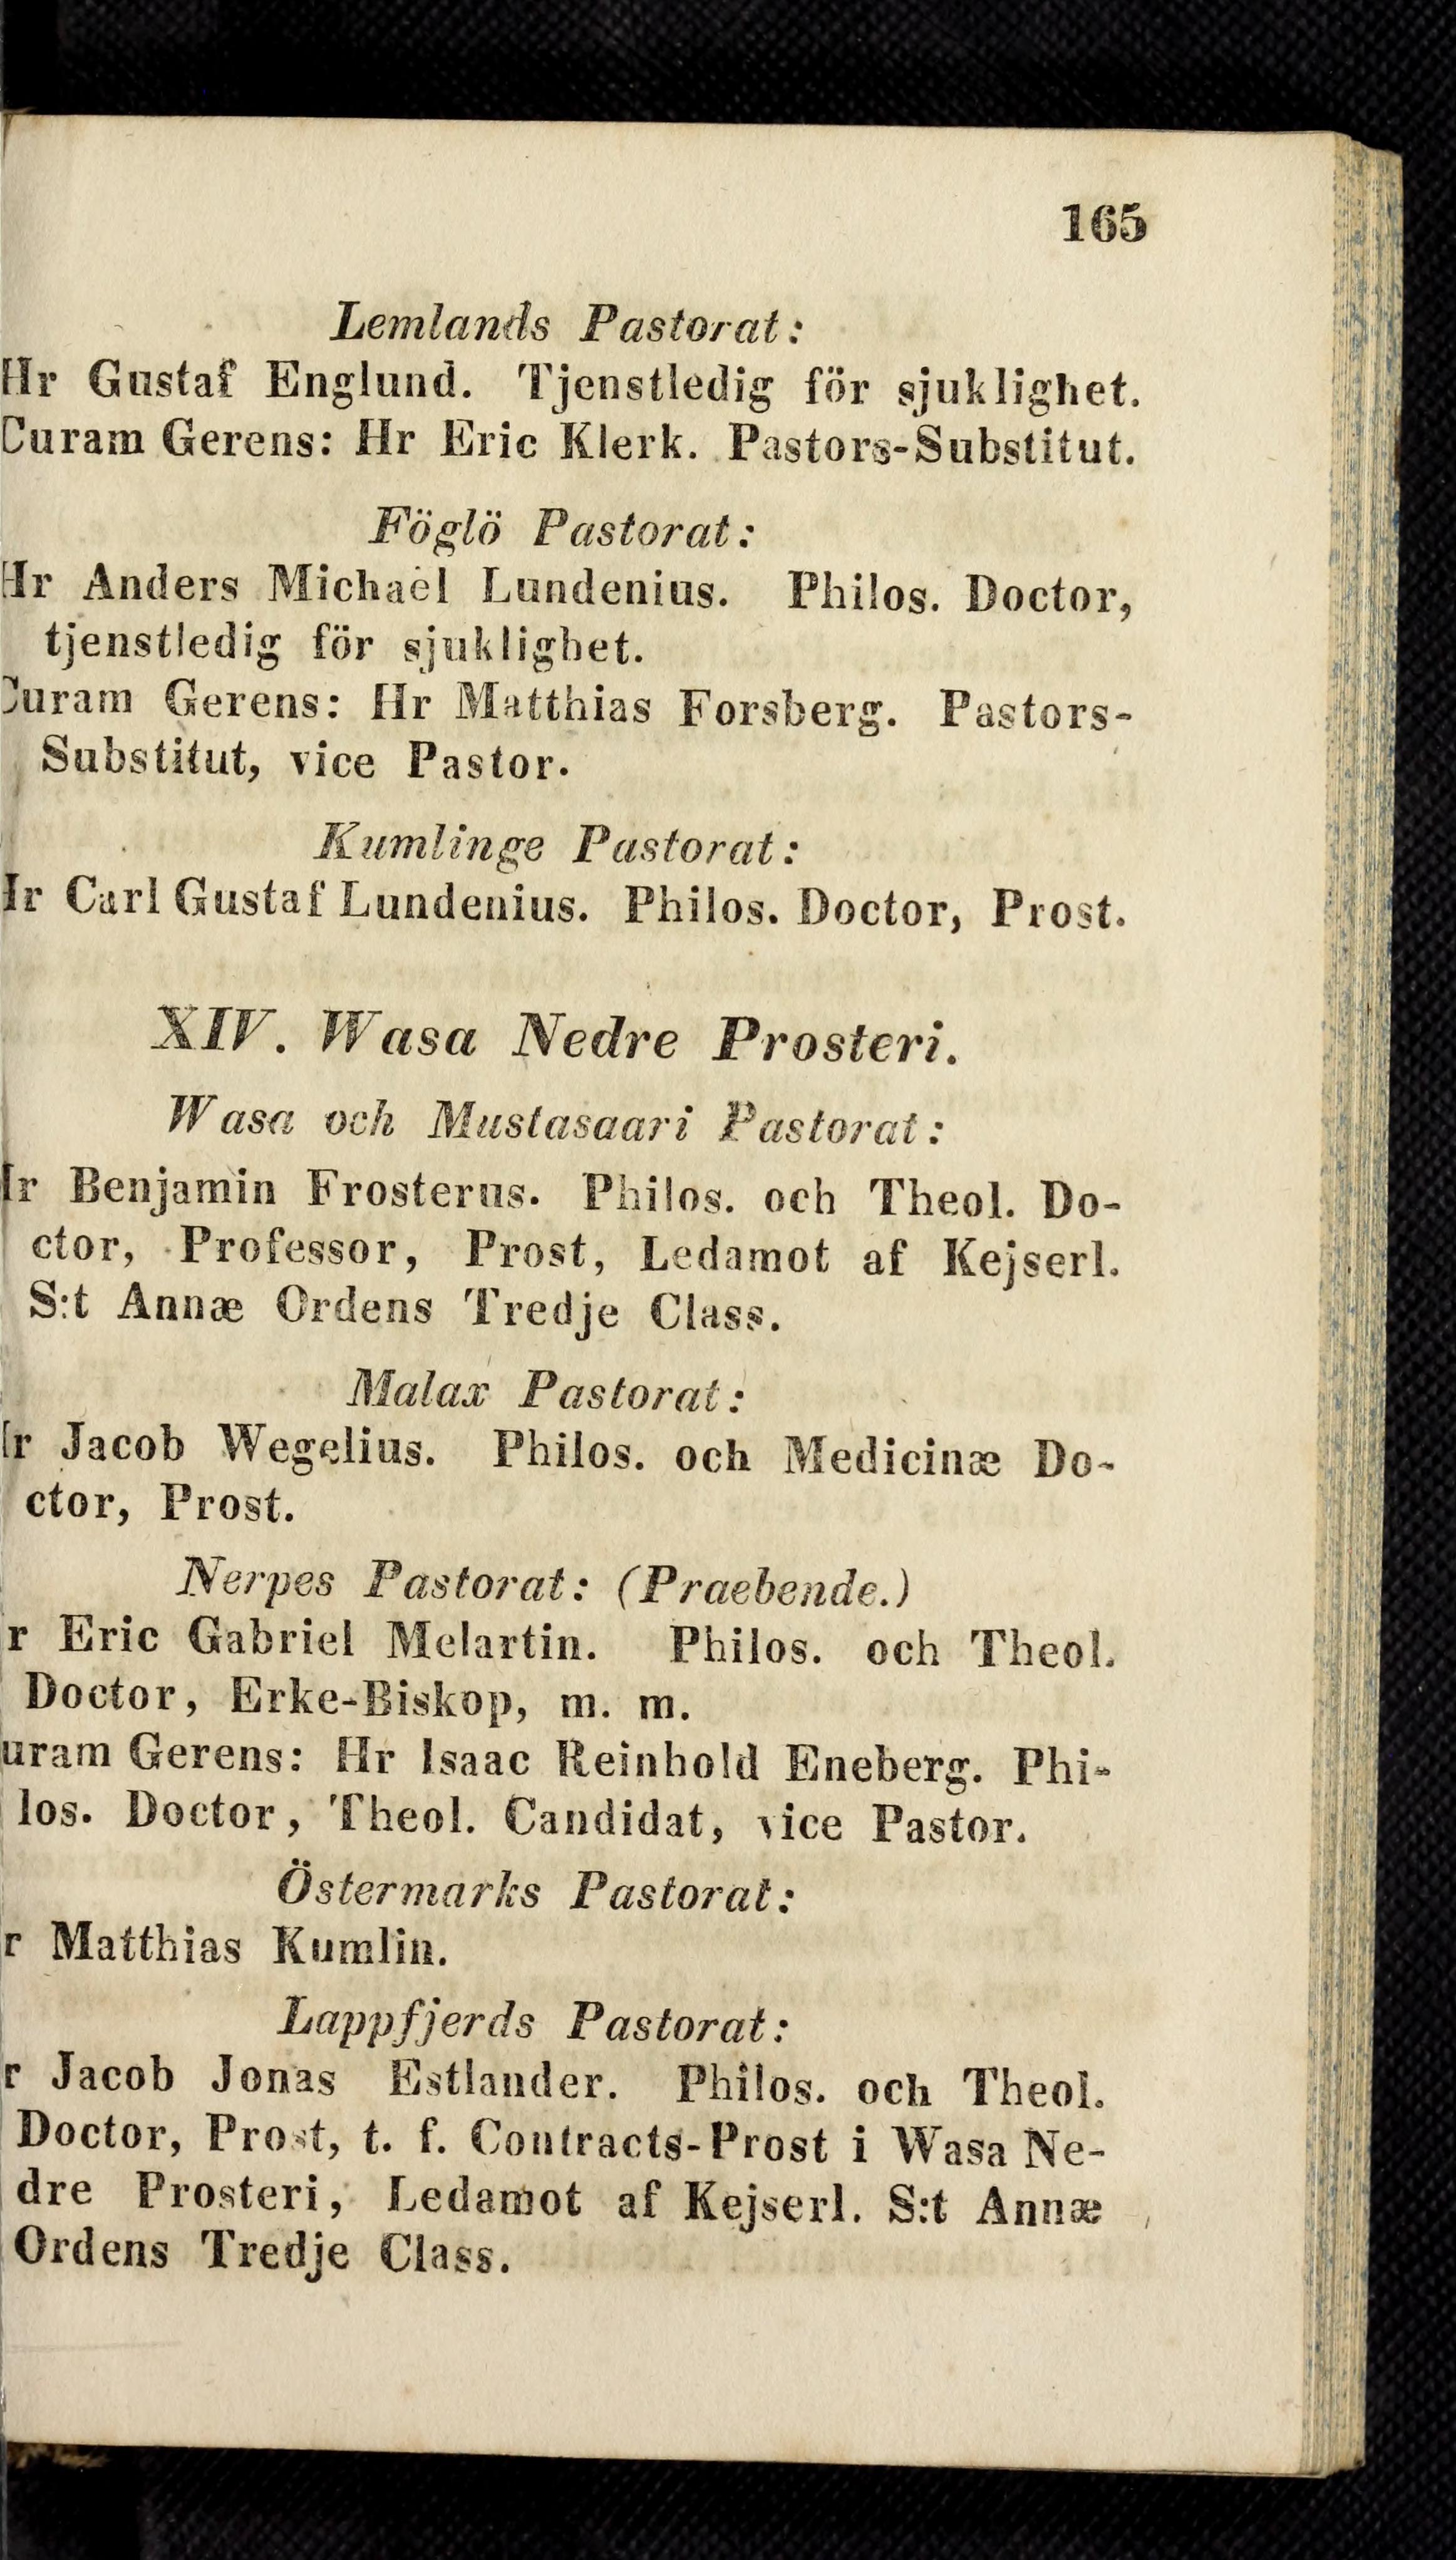 165
Lemlands Pastorat:
Hr Gustaf Englund. Tjenstledig för sjuklighet.
Curam Gerens: Hr Eric Klerk. Pastors-Substitut.
Föglö Pastorat:
Hr Anders Michaël Lundenius. Philos. Doctor,
tjenstledig för sjuklighet.
Curam Gerens: Hr Matthias Forsberg. Pastors-
Substitut, vice Pastor.
Kumlinge Pastorat:
Hr Carl Gustaf Lundenius. Philos. Doctor, Prost.
XIV. Wasa Nedre Prosteri.
Wasa och Mustasaari Pastorat:
Hr Benjamin Frosterus. Philos. och Theol. Do-
ctor, Professor, Prost, Ledamot af Kejserl.
S:t Annæ Ordens Tredje Class.
Malax Pastorat:
Hr Jacob Wegelius. Philos. och Medicinæ Do-
ctor, Prost.
Nerpes Pastorat: (Praebende.)
r Eric Gabriel Melartin. Philos. och Theol.
Doctor, Erke-Biskop, m. m.
uram Gerens: Hr Isaac Reinhold Eneberg. Phi-
los. Doctor, Theol. Candidat, vice Pastor.
Östermarks Pastorat:
r Matthias Kumlin.
Lappfjerds Pastorat:
r Jacob Jonas Estlander. Philos. och Theol.
Doctor, Prost, t. f. Contracts-Prost i Wasa Ne-
dre Prosteri, Ledamot af Kejserl. S:t Annæ
Ordens Tredje Class.